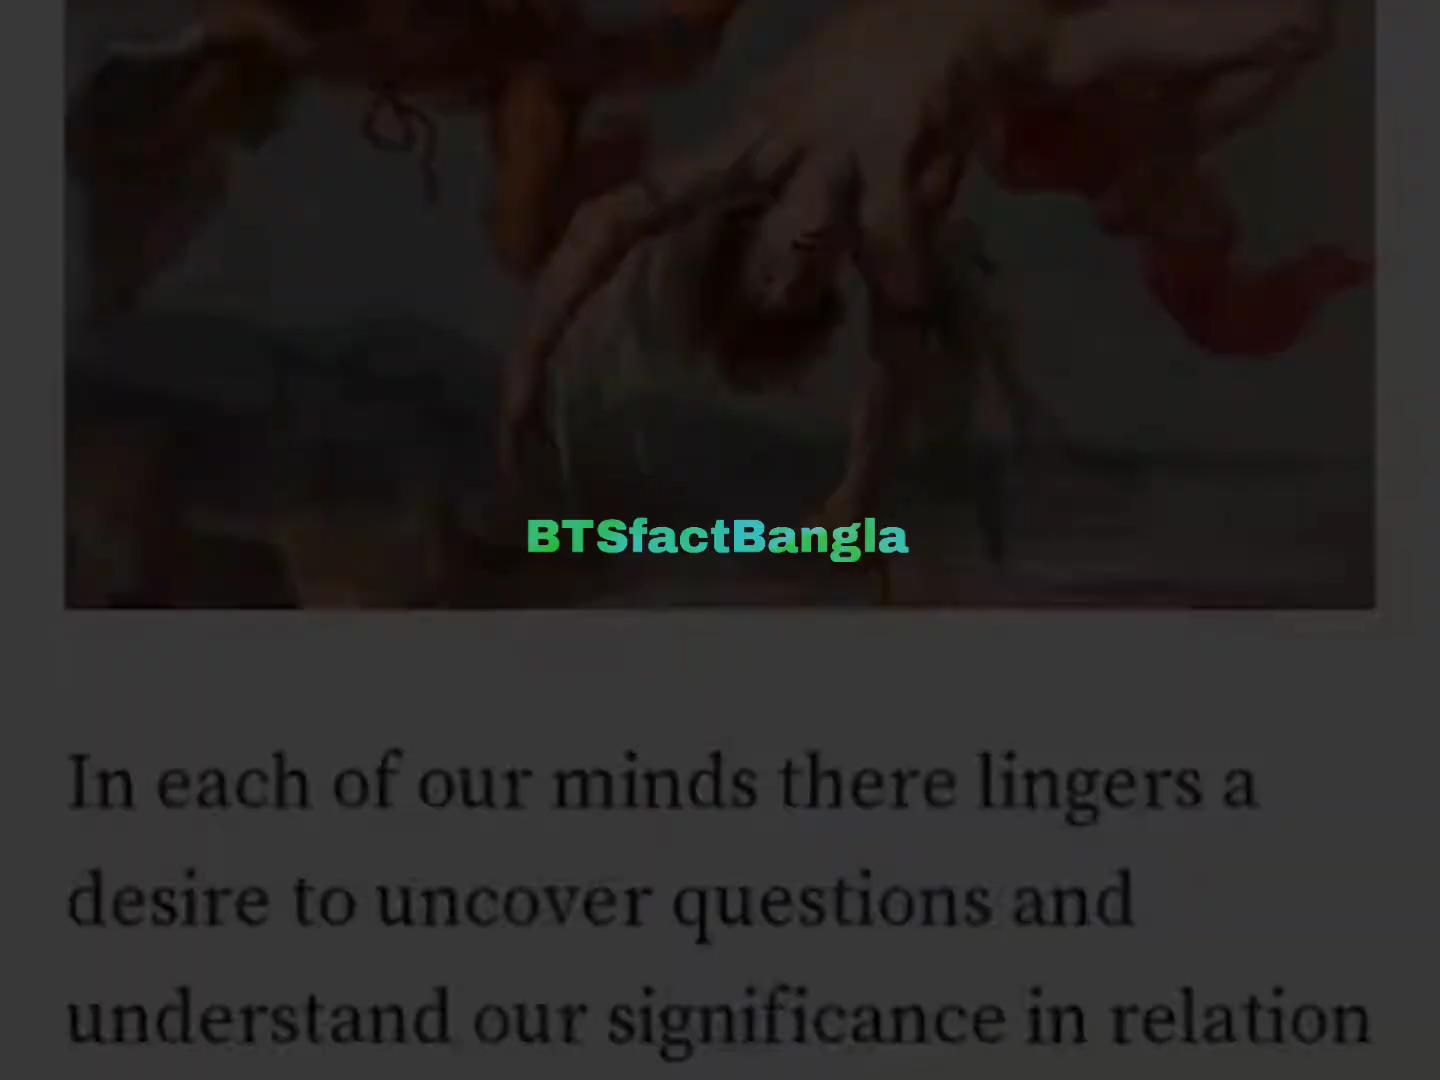 BTSfactBangla
In each of our minds there lingers a
desire to uncover questions and
understand our significance in relation